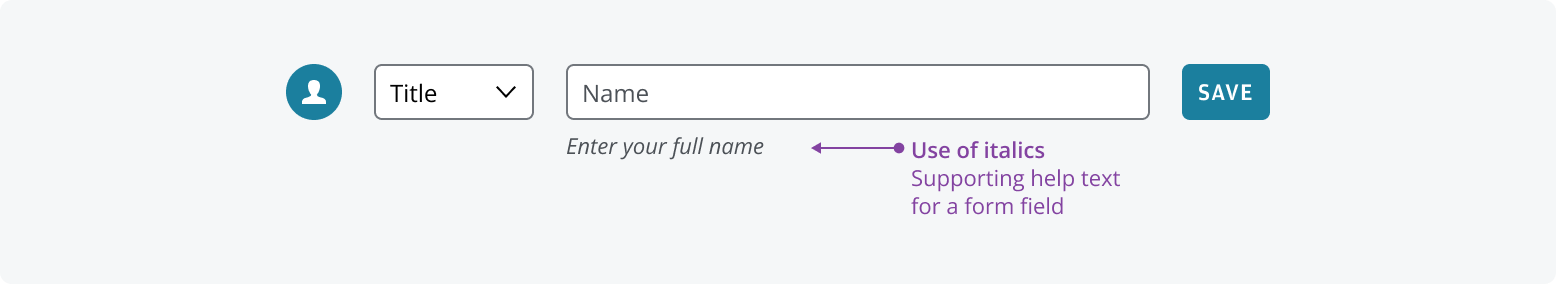 Title
Name
SAVE
Enter your full name
Use of italics
Supporting help text
for a form field